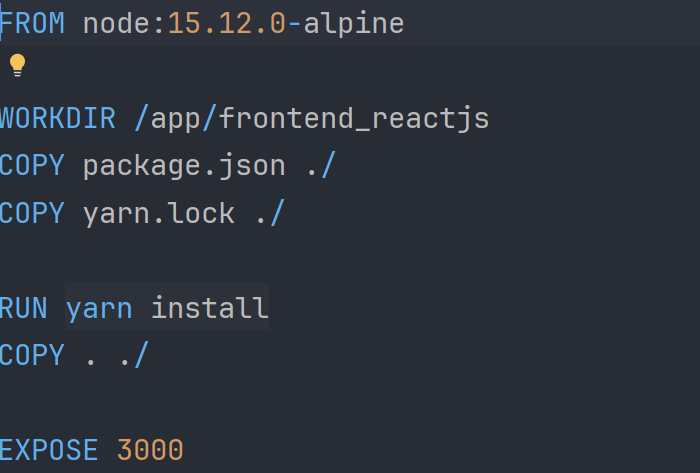 FROM node:15.12.0-alpine
WORKDIR /app/frontend_reactjs
COPY package.json ./
COPY yarn.lock ./
RUN yarn install
COPY . ./
EXPOSE 3000